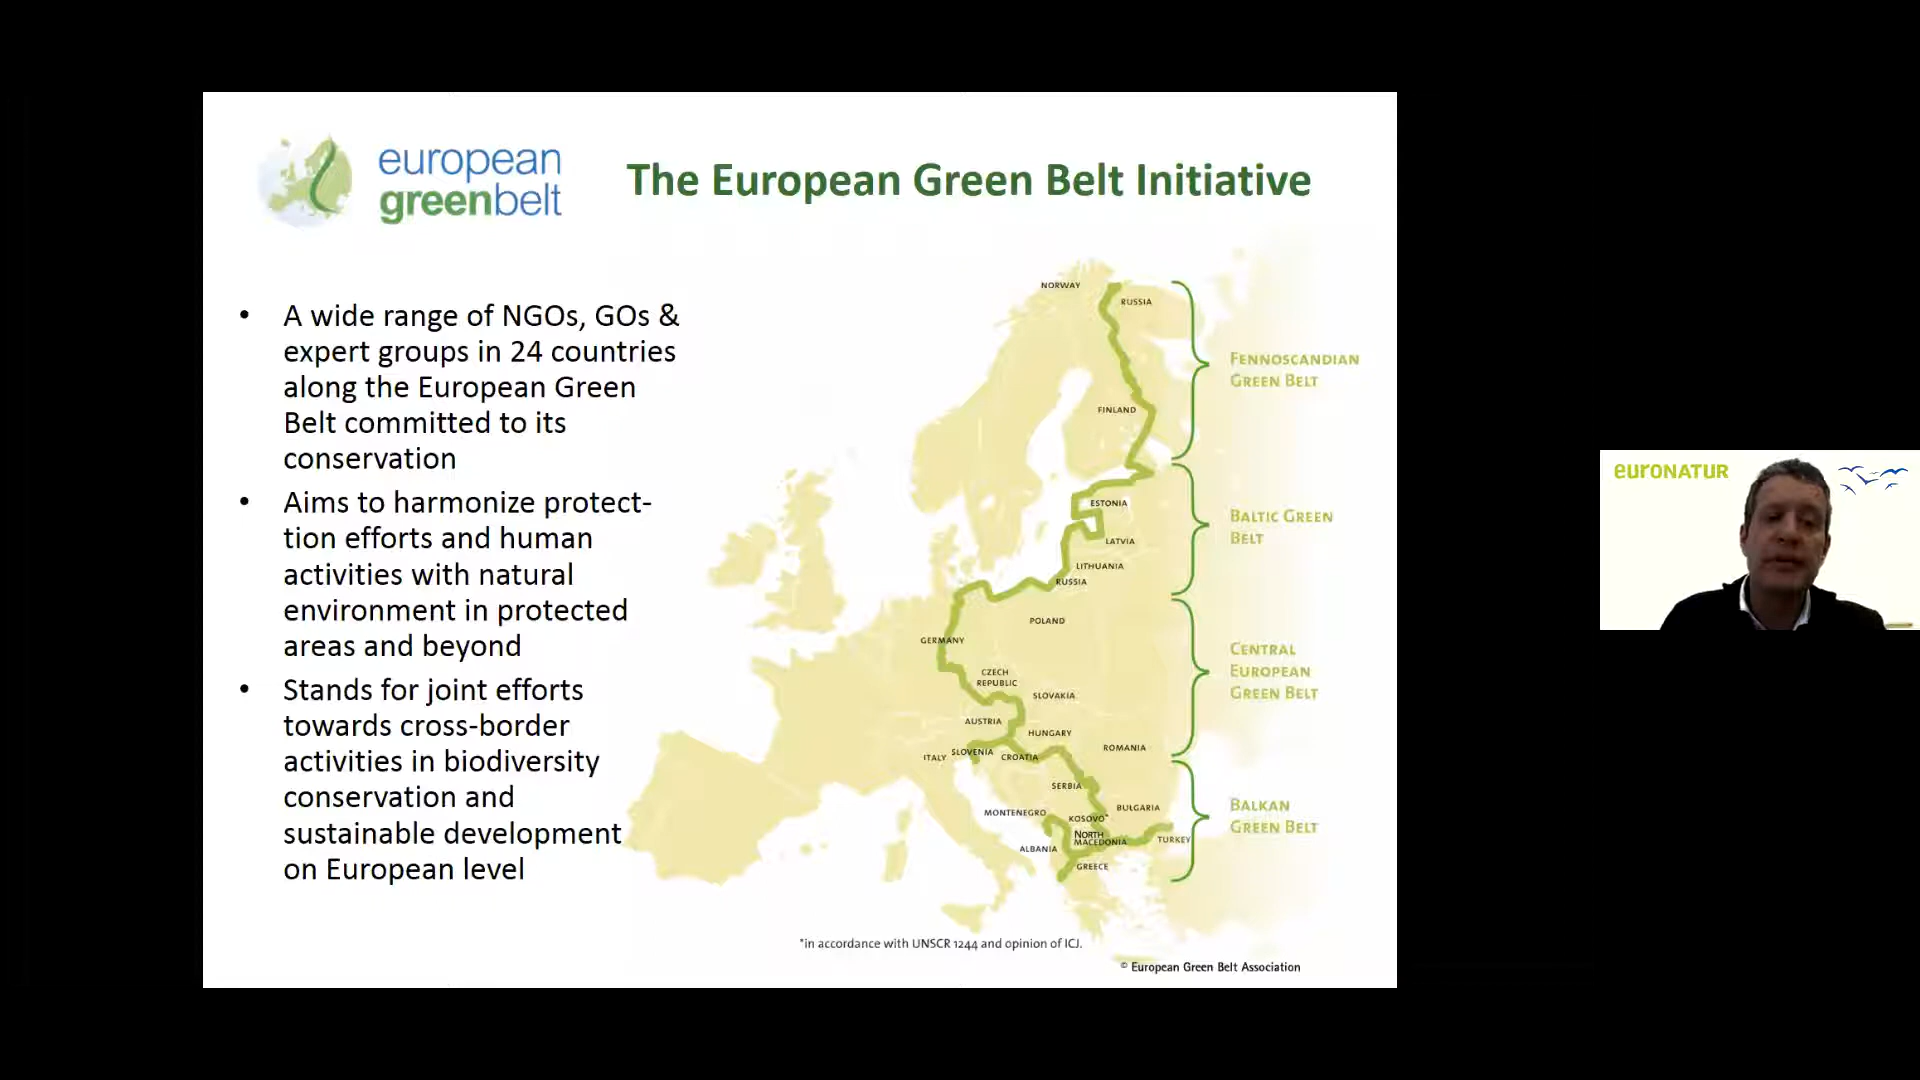 european
greenbelt
The European Green Belt Initiative
• A wide range of NGOs, GOs &
expert groups in 24 countries
along the European Green
Belt committed to its
conservation
• Aims to harmonize protect-
tion efforts and human
activities with natural
environment in protected
areas and beyond
• Stands for joint efforts
towards cross-border
activities in biodiversity
conservation and
sustainable development
on European level
NORWAY
RUSSIA
FINLAND
ESTONIA
LATVIA
LITHUANIA
RUSSIA
POLAND
GERMANY
CZECH
REPUBLIC
SLOVAKIA
AUSTRIA
HUNGARY
ROMANIA
ITALY
SLOVENIA
CROATIA
SERBIA
MONTENEGRO
KOSOVO*
BULGARIA
NORTH
MACEDONIA
TURKEY
ALBANIA
GREECE
FENNOSCANDIAN
GREEN BELT
BALTIC GREEN
BELT
CENTRAL
EUROPEAN
GREEN BELT
BALKAN
GREEN BELT
*in accordance with UNSCR 1244 and opinion of ICJ.
© European Green Belt Association
euroNATUR